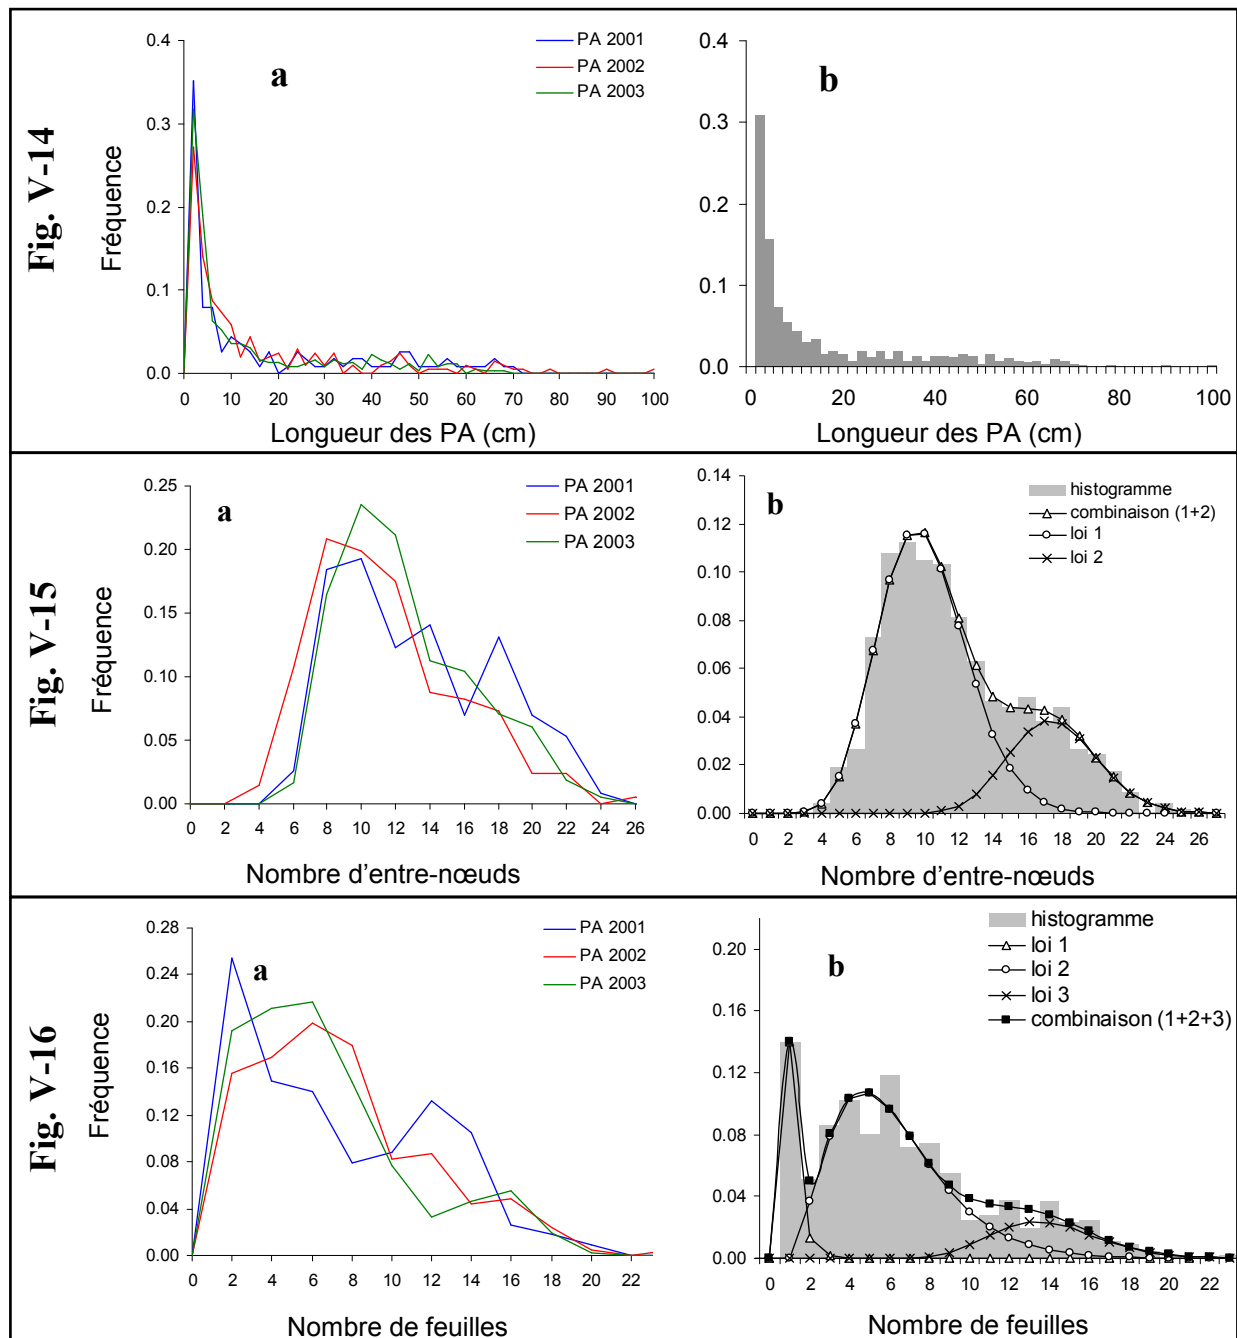 Fig. V-14
Fréquence
0.4
0.3
0.2
0.1
0.0
a
PA 2001
PA 2002
PA 2003
0 10 20 30 40 50 60 70 80 90 100
Longueur des PA (cm)
0.4
0.3
0.2
0.1
0.0
b
0 20 40 60 80 100
Longueur des PA (cm)
Fig. V-15
Fréquence
0.25
0.20
0.15
0.10
0.05
0.00
a
PA 2001
PA 2002
PA 2003
0 2 4 6 8 10 12 14 16 18 20 22 24 26
Nombre d'entre-nœuds
0.14
0.12
0.10
0.08
0.06
0.04
0.02
0.00
b
histogramme
combinaison (1+2)
loi 1
loi 2
0 2 4 6 8 10 12 14 16 18 20 22 24 26
Nombre d'entre-nœuds
Fig. V-16
Fréquence
0.28
0.24
0.20
0.16
0.12
0.08
0.04
0.00
a
PA 2001
PA 2002
PA 2003
0 2 4 6 8 10 12 14 16 18 20 22
Nombre de feuilles
0.20
0.16
0.12
0.08
0.04
0.00
b
histogramme
loi 1
loi 2
loi 3
combinaison (1+2+3)
0 2 4 6 8 10 12 14 16 18 20 22
Nombre de feuilles